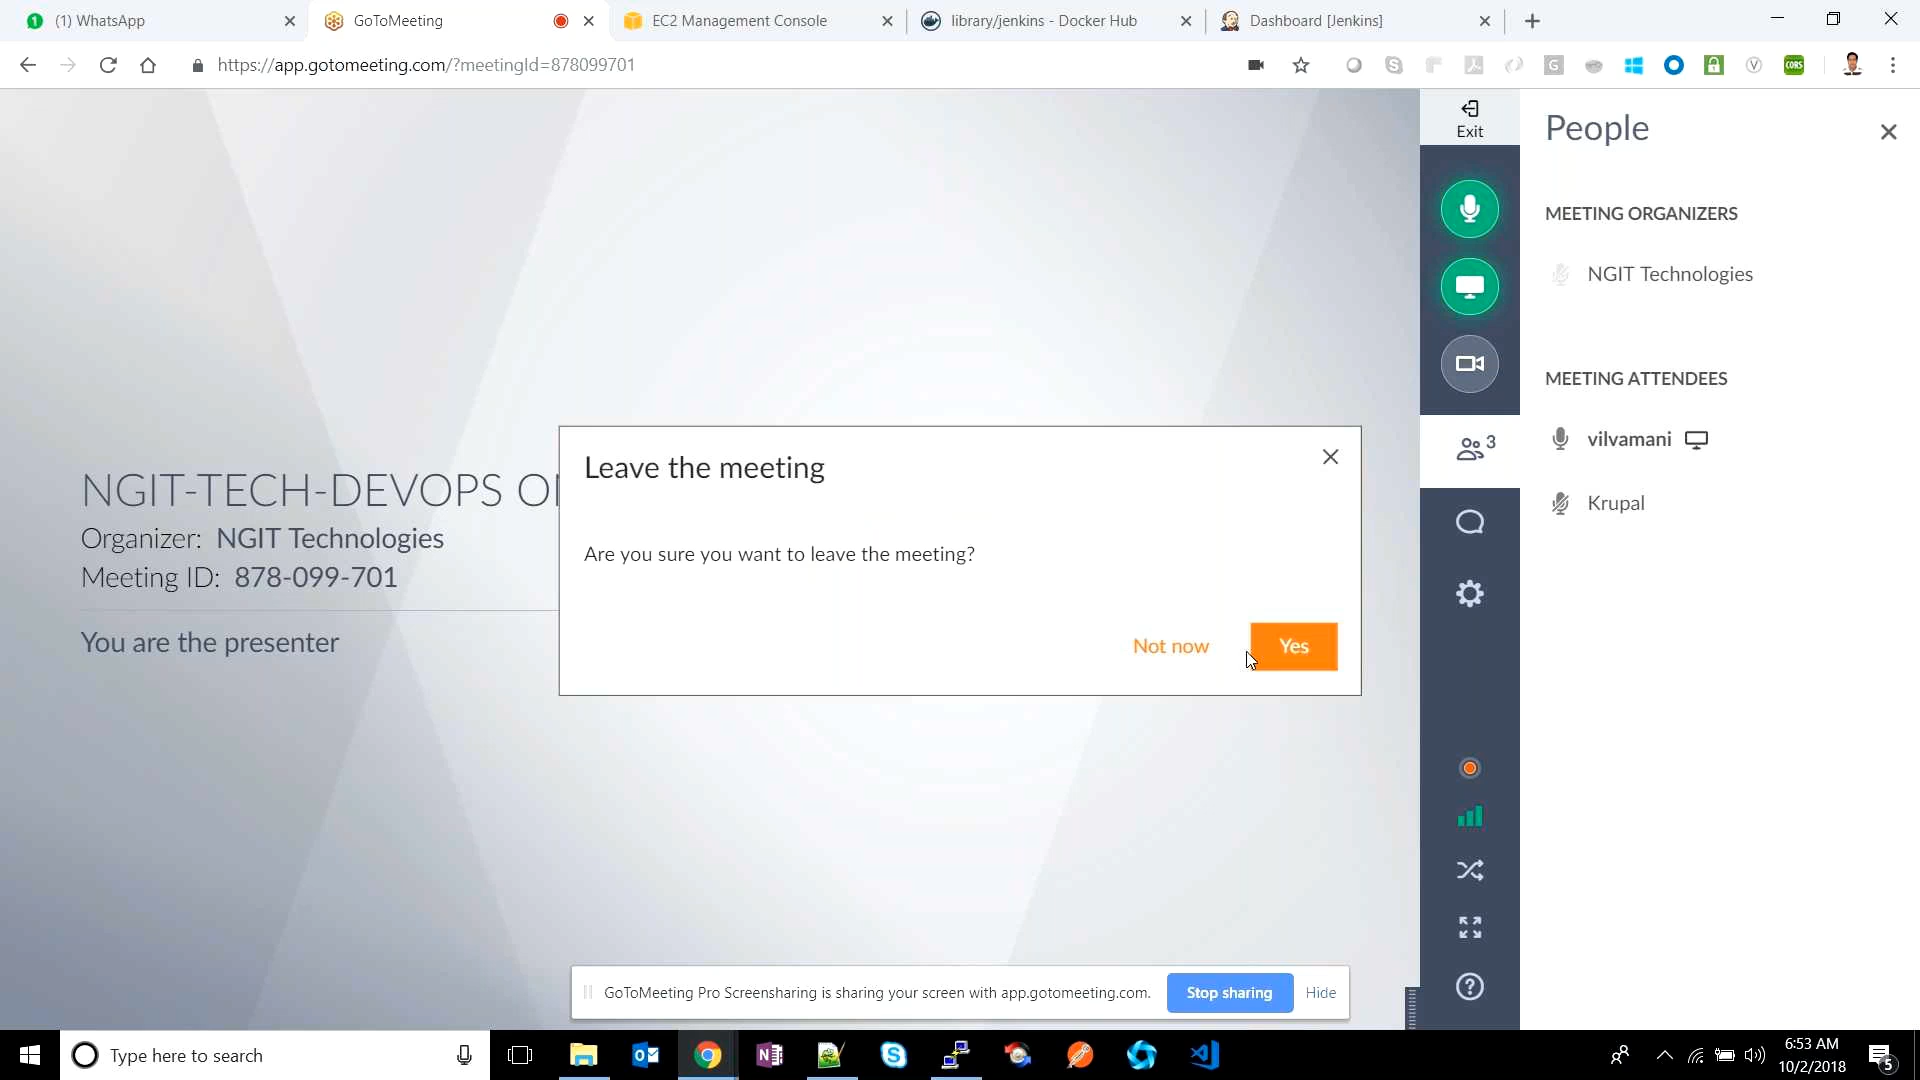 (1) WhatsApp
GoToMeeting
EC2 Management Console
library/jenkins - Docker Hub
Dashboard [Jenkins]
https://app.gotomeeting.com/?meetingId=878099701
G
V
CORS
Exit
People
MEETING ORGANIZERS
NGIT Technologies
MEETING ATTENDEES
3
vilvamani
Krupal
Leave the meeting
Are you sure you want to leave the meeting?
Not now
Yes
NGIT-TECH-DEVOPS O
Organizer: NGIT Technologies
Meeting ID: 878-099-701
You are the presenter
GoToMeeting Pro Screensharing is sharing your screen with app.gotomeeting.com.
Stop sharing
Hide
Type here to search
6:53 AM
10/2/2018
5